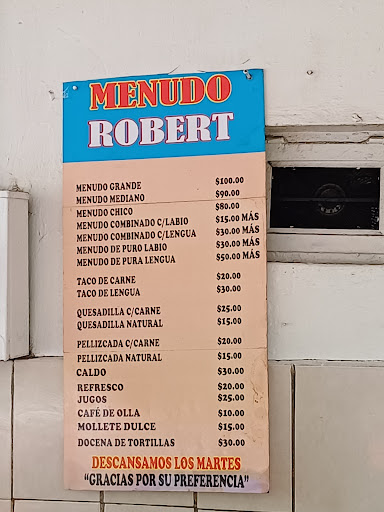 MENUDO
ROBERT
MENUDO GRANDE $100.00
MENUDO MEDIANO $90.00
MENUDO CHICO $80.00
MENUDO COMBINADO C/LABIO $15.00 MÁS
MENUDO COMBINADO C/LENGUA $30.00 MÁS
MENUDO DE PURO LABIO $30.00 MÁS
MENUDO DE PURA LENGUA $50.00 MÁS
TACO DE CARNE $20.00
TACO DE LENGUA $30.00
QUESADILLA C/CARNE $25.00
QUESADILLA NATURAL $15.00
PELLIZCADA C/CARNE $20.00
PELLIZCADA NATURAL $15.00
CALDO $30.00
REFRESCO $20.00
JUGOS $25.00
CAFÉ DE OLLA $10.00
MOLLETE DULCE $15.00
DOCENA DE TORTILLAS $30.00
DESCANSAMOS LOS MARTES
"GRACIAS POR SU PREFERENCIA"